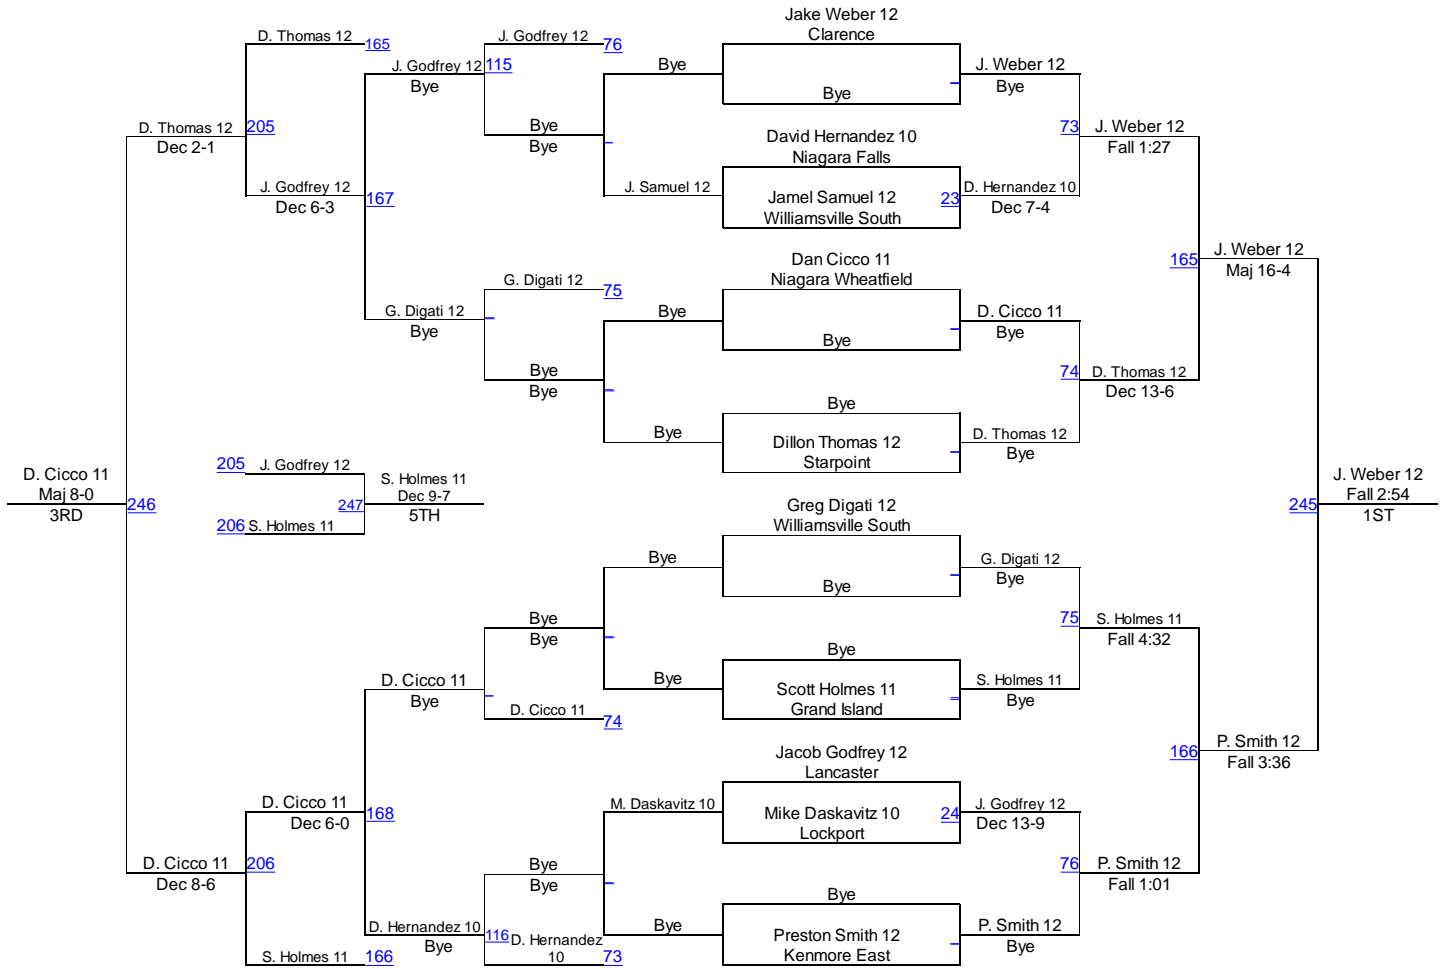 Jake Weber 12
Clarence
D. Thomas 12
165
J. Godfrey 12
76
J. Godfrey 12
115
Bye
Bye
J. Weber 12
Bye
Bye
D. Thomas 12
205
Dec 2-1
Bye
Bye
David Hernandez 10
Niagara Falls
73
J. Weber 12
Fall 1:27
J. Godfrey 12
Dec 6-3
167
J. Samuel 12
Jamel Samuel 12
Williamsville South
23
D. Hernandez 10
Dec 7-4
Dan Cicco 11
Niagara Wheatfield
165
J. Weber 12
Maj 16-4
G. Digati 12
75
G. Digati 12
Bye
Bye
Bye
D. Cicco 11
Bye
Bye
Bye
74
D. Thomas 12
Dec 13-6
Bye
Bye
Dillon Thomas 12
Starpoint
D. Thomas 12
Bye
D. Cicco 11
Maj 8-0
3RD
246
205
J. Godfrey 12
206
S. Holmes 11
247
S. Holmes 11
Dec 9-7
5TH
Greg Digati 12
Williamsville South
245
J. Weber 12
Fall 2:54
1ST
Bye
Bye
G. Digati 12
Bye
Bye
Bye
75
S. Holmes 11
Fall 4:32
Bye
D. Cicco 11
Bye
Bye
Scott Holmes 11
Grand Island
S. Holmes 11
Bye
D. Cicco 11
74
Jacob Godfrey 12
Lancaster
166
P. Smith 12
Fall 3:36
D. Cicco 11
Dec 6-0
168
M. Daskavitz 10
Mike Daskavitz 10
Lockport
24
J. Godfrey 12
Dec 13-9
D. Cicco 11
Dec 8-6
206
Bye
Bye
76
P. Smith 12
Fall 1:01
Bye
D. Hernandez 10
Bye
116
D. Hernandez
10
73
Bye
Preston Smith 12
Kenmore East
P. Smith 12
Bye
S. Holmes 11
166